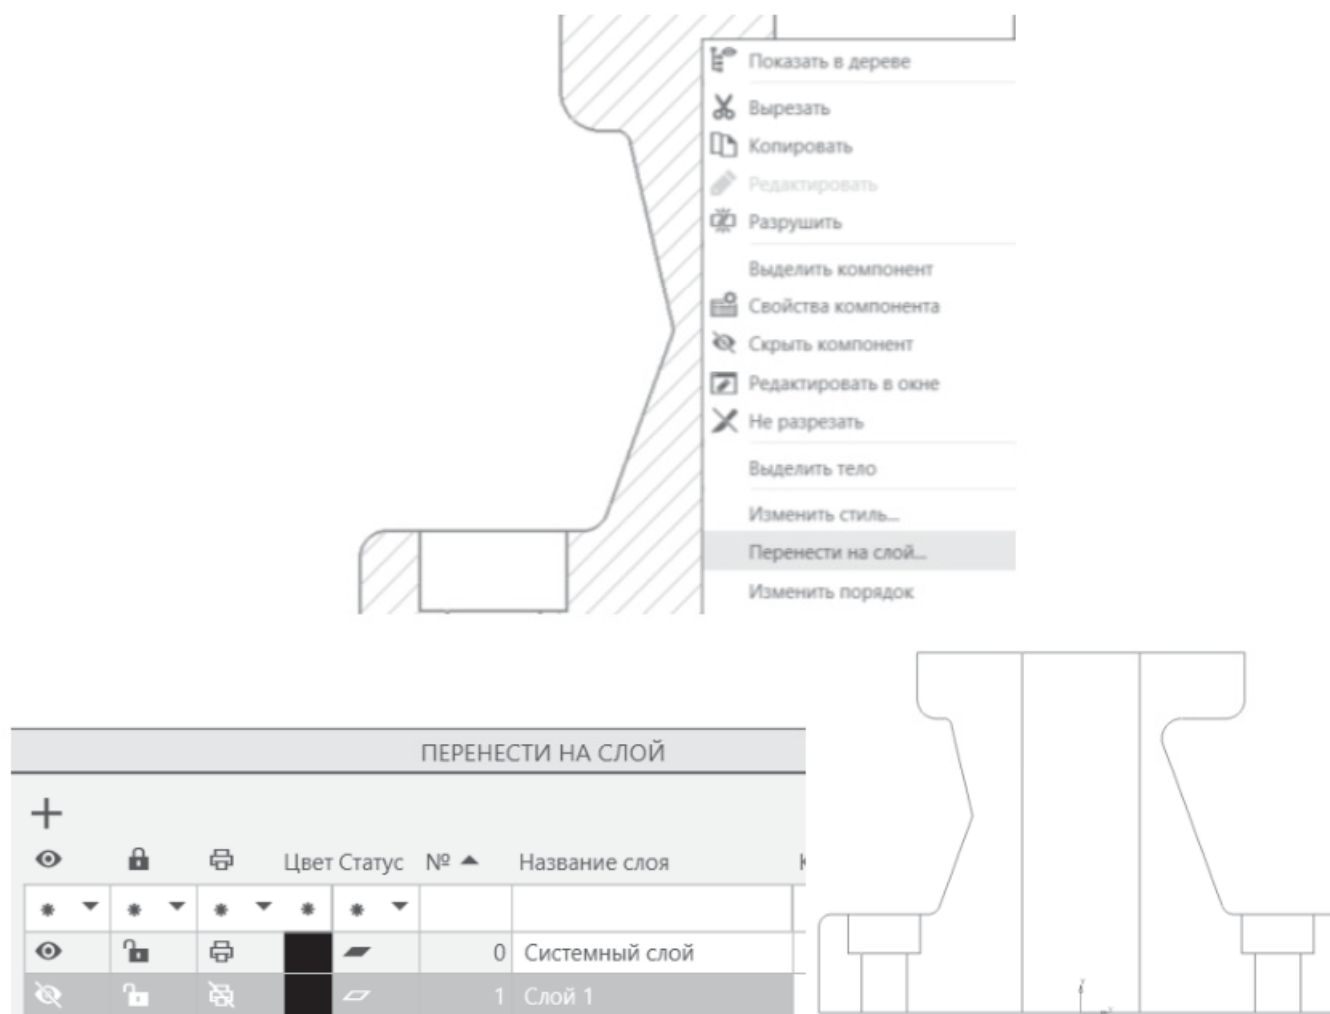 Показать в дереве
Вырезать
Копировать
Редактировать
Разрушить
Выделить компонент
Свойства компонента
Скрыть компонент
Редактировать в окне
Не разрезать
Выделить тело
Изменить стиль...
Перенести на слой...
Изменить порядок
ПЕРЕНЕСТИ НА СЛОЙ
Цвет Статус № Название слоя
0 Системный слой
1 Слой 1